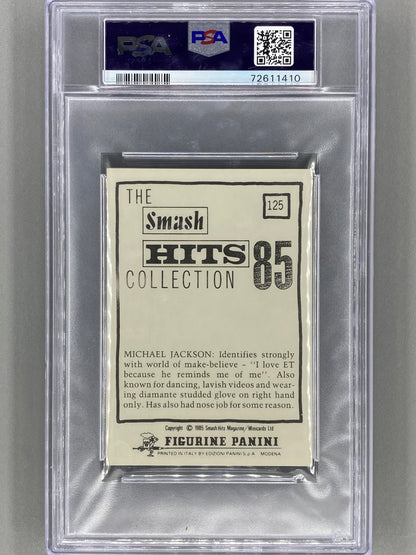 PSA
PSA
72611410
THE
Smash
125
HITS 85
COLLECTION
MICHAEL JACKSON: Identifies strongly
with world of make-believe – "I love ET
because he reminds me of me". Also
known for dancing, lavish videos and wear-
ing diamante studded glove on right hand
only. Has also had nose job for some reason.
Copyright © 1985 Smash Hits Magazine/Minicards Ltd
FIGURINE PANINI
PRINTED IN ITALY BY EDIZIONI PANINI S.p.A. MODENA